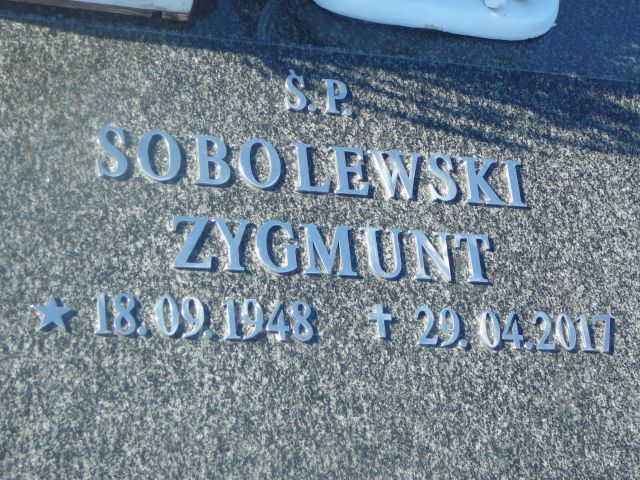 Ś.P.
SOBOLEWSKI
ZYGMUNT
★ 18.09.1948 ✝ 29.04.2017